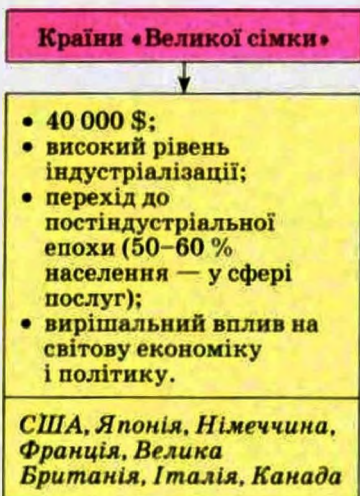 Країни «Великої сімки»
• 40 000 $;
• високий рівень
індустріалізації;
• перехід до
постіндустріальної
епохи (50–60 %
населення — у сфері
послуг);
• вирішальний вплив на
світову економіку
і політику.
США, Японія, Німеччина,
Франція, Велика
Британія, Італія, Канада